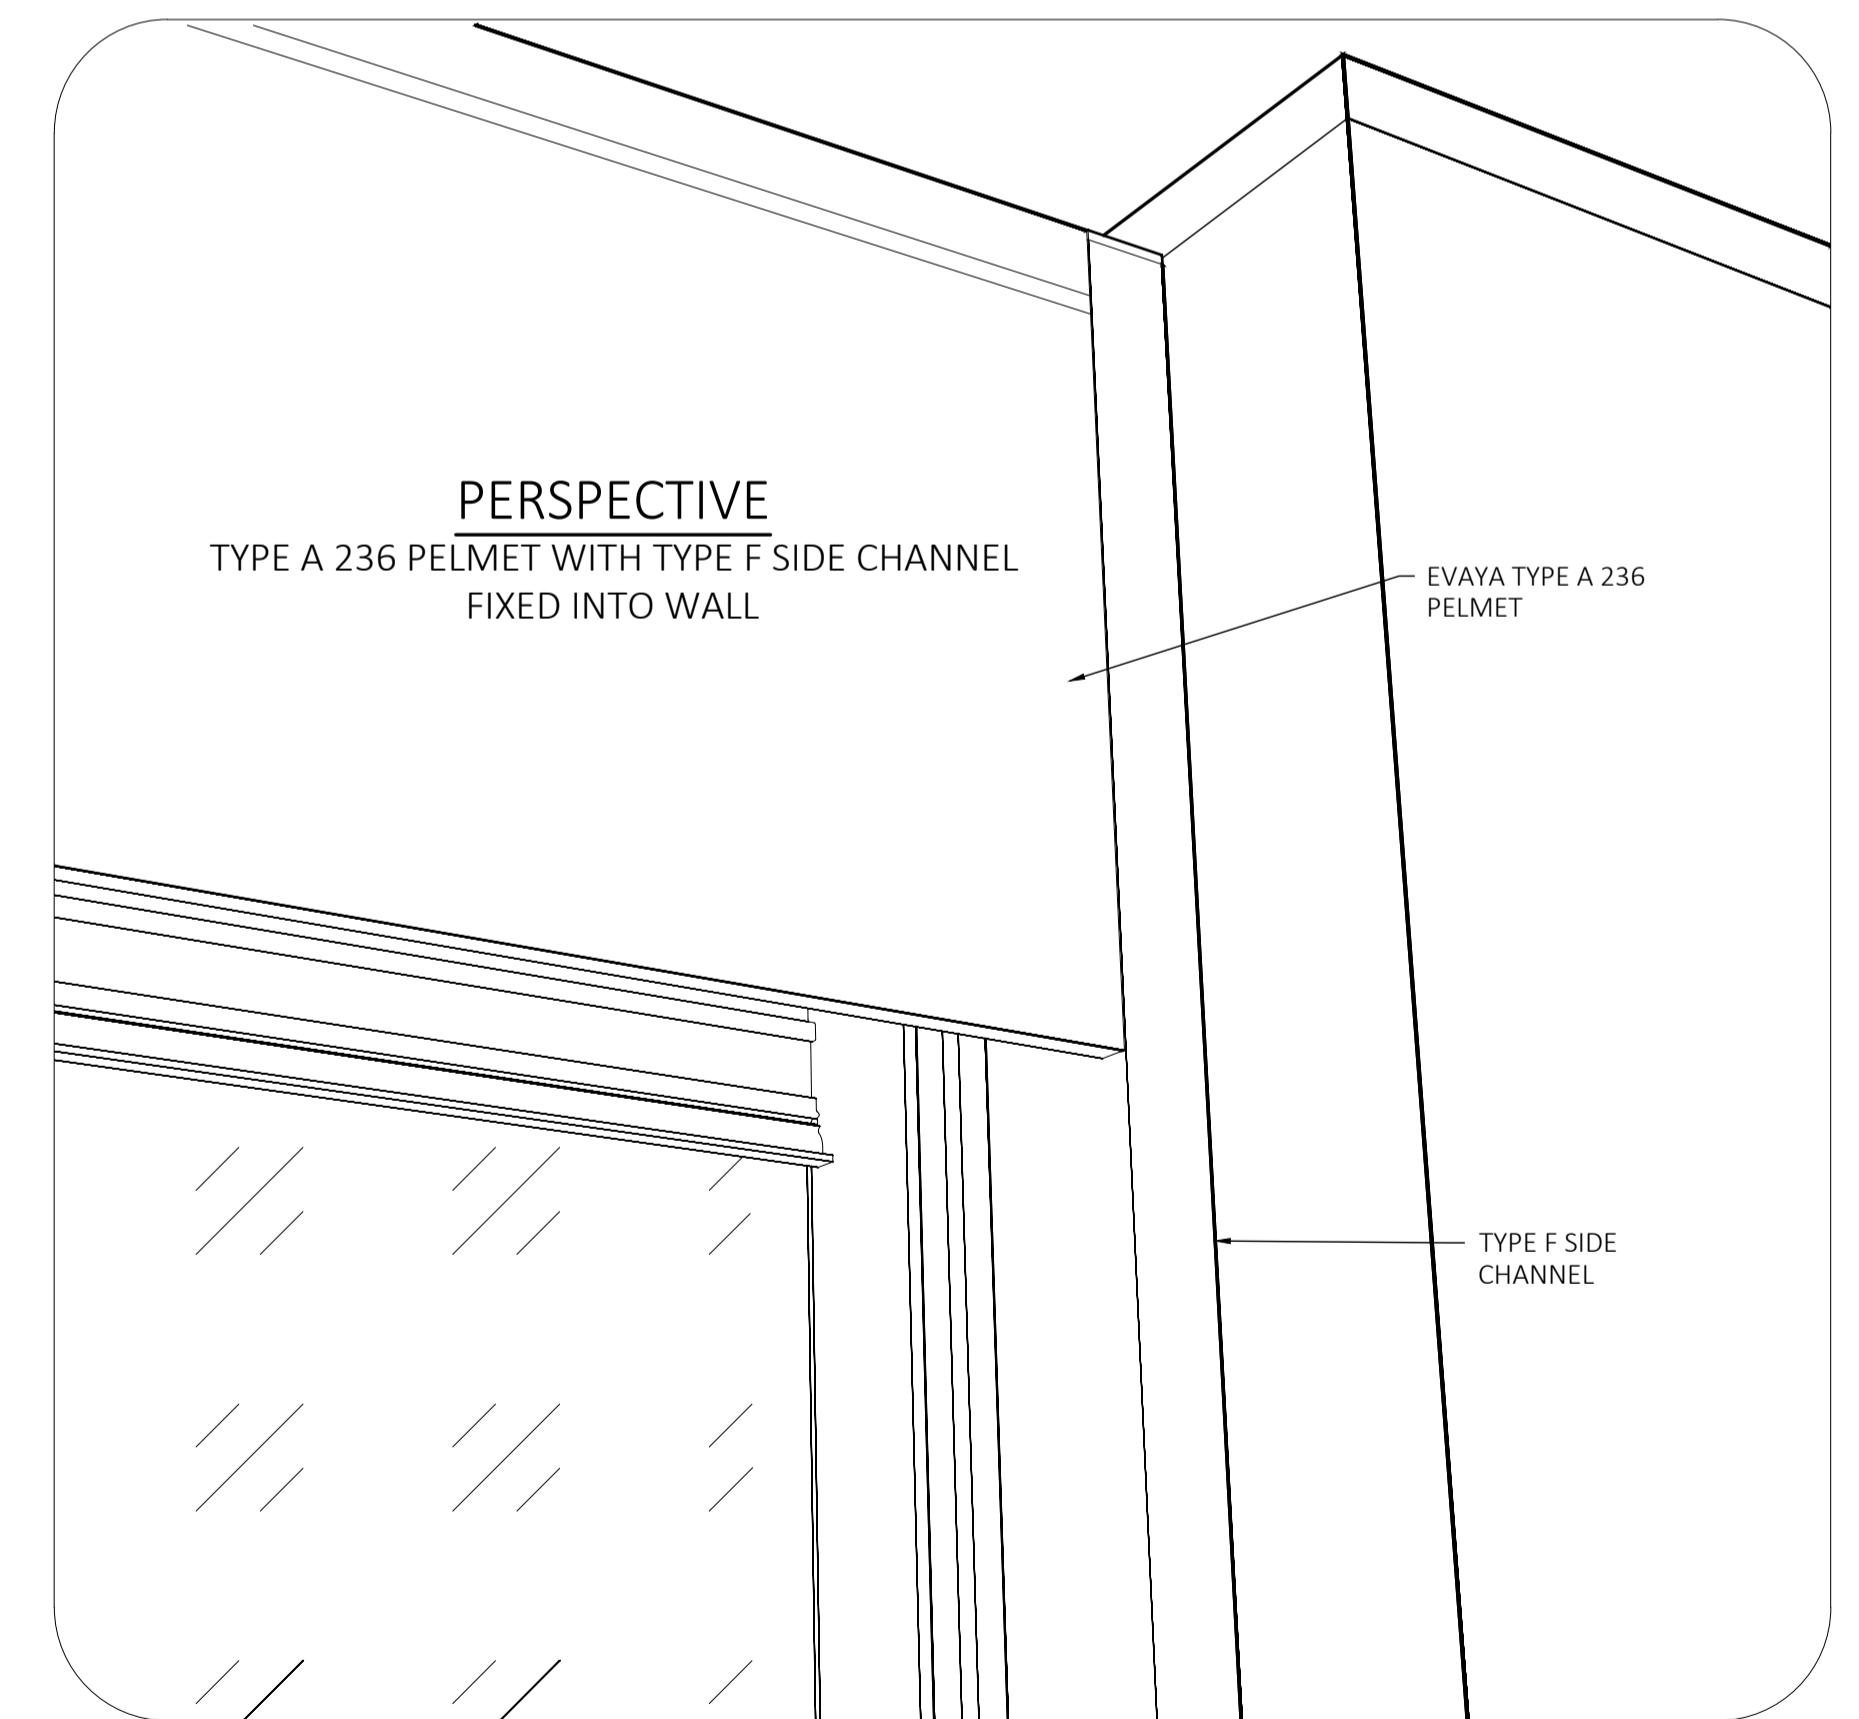 PERSPECTIVE
TYPE A 236 PELMET WITH TYPE F SIDE CHANNEL
FIXED INTO WALL
EVAYA TYPE A 236
PELMET
TYPE F SIDE
CHANNEL